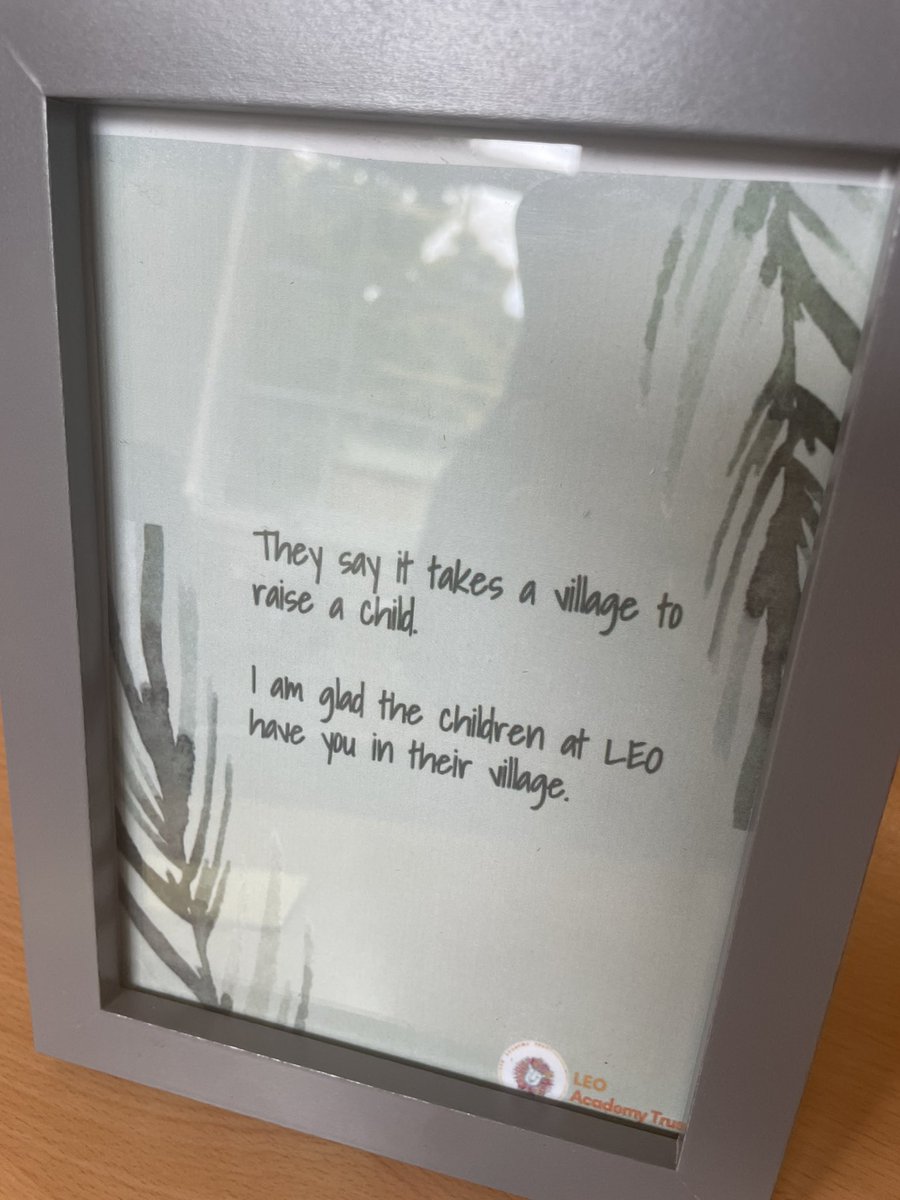 They say it takes a village to
raise a child.
I am glad the children at LEO
have you in their village.
LEO
Academy